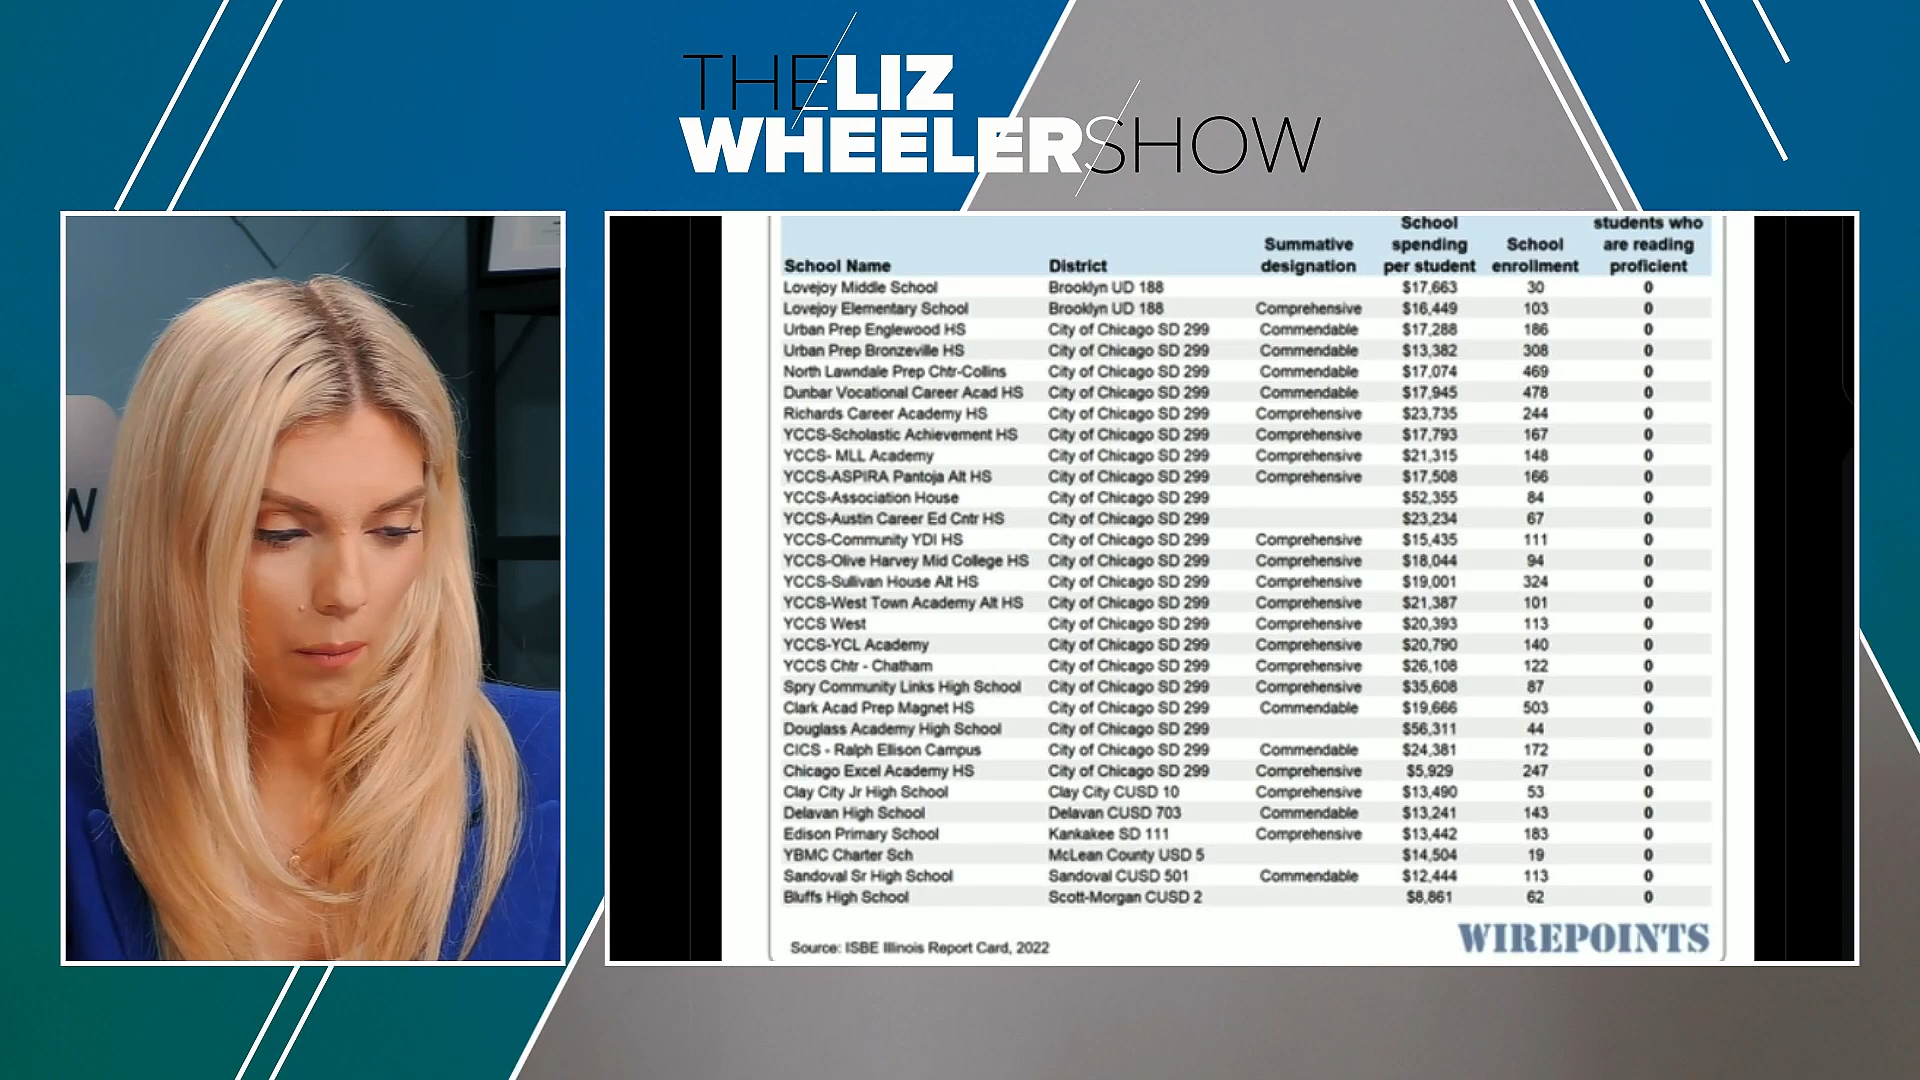 THE LIZ
WHEELER SHOW
W
School students who
Summative spending School are reading
School Name District designation per student enrollment proficient
Lovejoy Middle School Brooklyn UD 188 $17,663 30 0
Lovejoy Elementary School Brooklyn UD 188 Comprehensive $16,449 103 0
Urban Prep Englewood HS City of Chicago SD 299 Commendable $17,288 186 0
Urban Prep Bronzeville HS City of Chicago SD 299 Commendable $13,382 308 0
North Lawndale Prep Chtr-Collins City of Chicago SD 299 Commendable $17,074 469 0
Dunbar Vocational Career Acad HS City of Chicago SD 299 Commendable $17,945 478 0
Richards Career Academy HS City of Chicago SD 299 Comprehensive $23,735 244 0
YCCS-Scholastic Achievement HS City of Chicago SD 299 Comprehensive $17,793 167 0
YCCS- MLL Academy City of Chicago SD 299 Comprehensive $21,315 148 0
YCCS-ASPIRA Pantoja Alt HS City of Chicago SD 299 Comprehensive $17,508 166 0
YCCS-Association House City of Chicago SD 299 $52,355 84 0
YCCS-Austin Career Ed Cntr HS City of Chicago SD 299 $23,234 67 0
YCCS-Community YDI HS City of Chicago SD 299 Comprehensive $15,435 111 0
YCCS-Olive Harvey Mid College HS City of Chicago SD 299 Comprehensive $18,044 94 0
YCCS-Sullivan House Alt HS City of Chicago SD 299 Comprehensive $19,001 324 0
YCCS-West Town Academy Alt HS City of Chicago SD 299 Comprehensive $21,387 101 0
YCCS West City of Chicago SD 299 Comprehensive $20,393 113 0
YCCS-YCL Academy City of Chicago SD 299 Comprehensive $20,790 140 0
YCCS Chtr - Chatham City of Chicago SD 299 Comprehensive $26,108 122 0
Spry Community Links High School City of Chicago SD 299 Comprehensive $35,608 87 0
Clark Acad Prep Magnet HS City of Chicago SD 299 Commendable $19,666 503 0
Douglass Academy High School City of Chicago SD 299 $56,311 44 0
CICS - Ralph Ellison Campus City of Chicago SD 299 Commendable $24,381 172 0
Chicago Excel Academy HS City of Chicago SD 299 Comprehensive $5,929 247 0
Clay City Jr High School Clay City CUSD 10 Comprehensive $13,490 53 0
Delavan High School Delavan CUSD 703 Commendable $13,241 143 0
Edison Primary School Kankakee SD 111 Comprehensive $13,442 183 0
YBMC Charter Sch McLean County USD 5 $14,504 19 0
Sandoval Sr High School Sandoval CUSD 501 Commendable $12,444 113 0
Bluffs High School Scott-Morgan CUSD 2 $8,861 62 0
Source: ISBE Illinois Report Card, 2022 WIREPOINTS